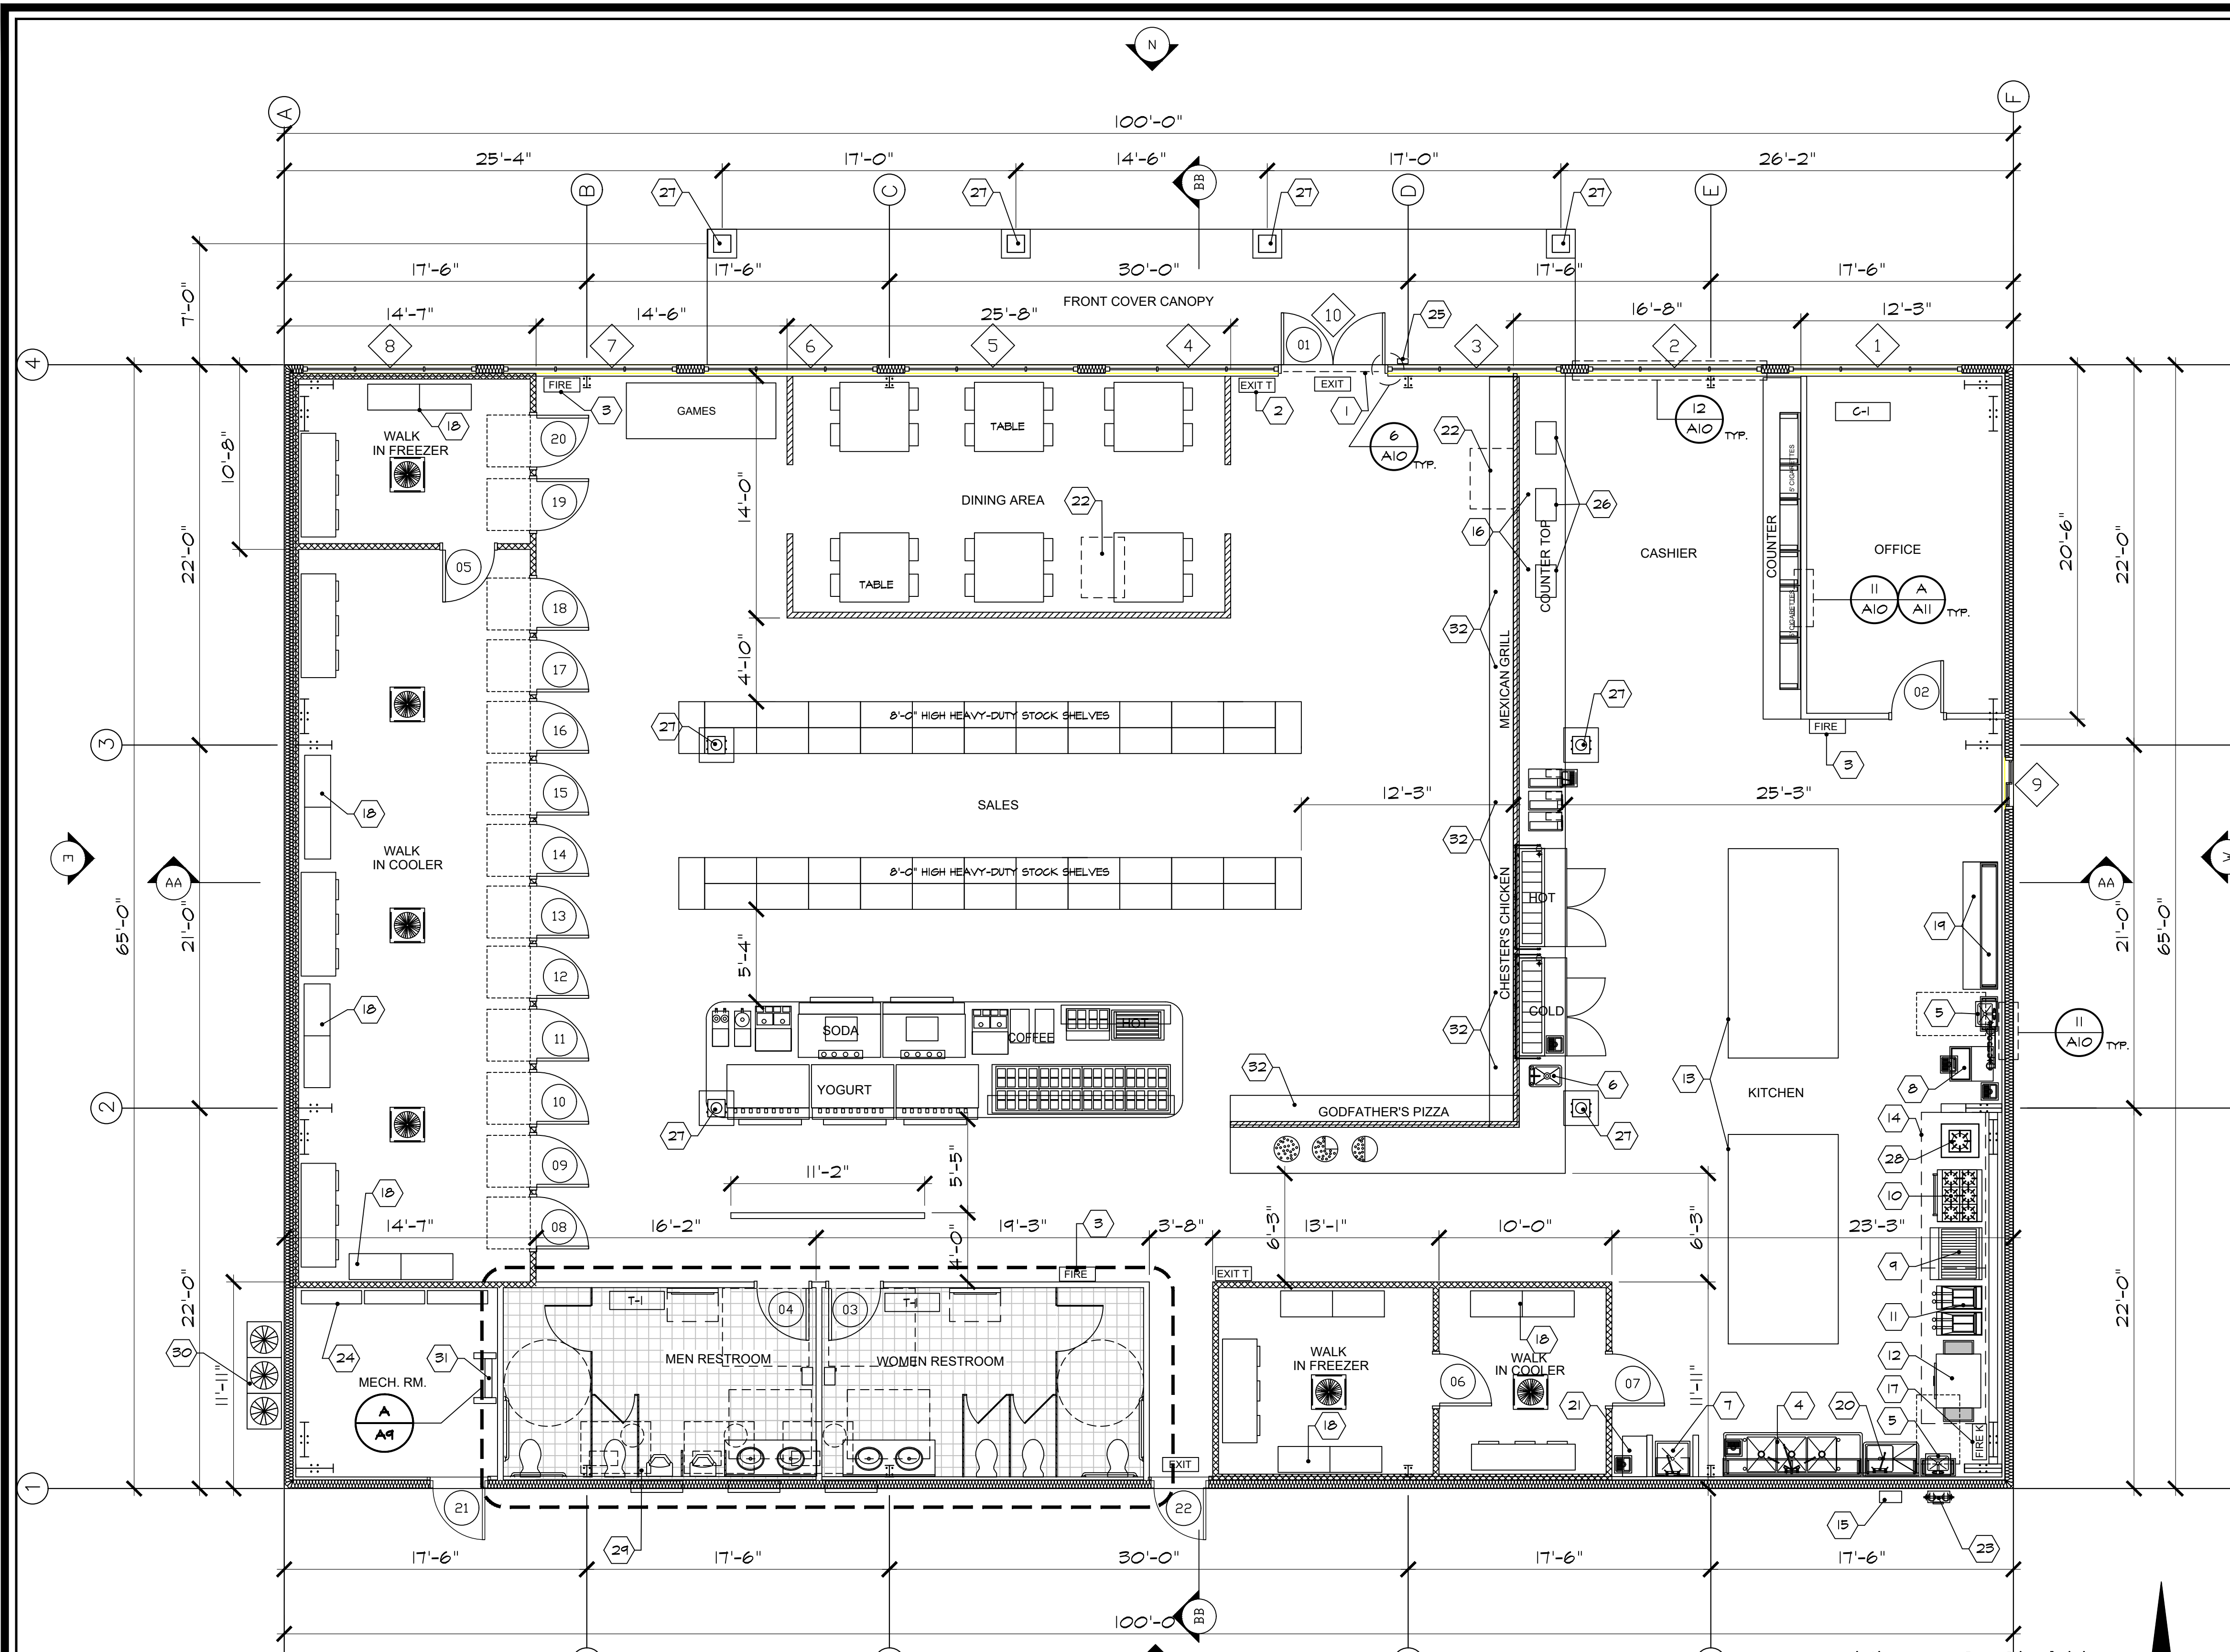 N
A
F
100'-0"
25'-4"
17'-0"
14'-6"
17'-0"
26'-2"
27
B
C
27
BB
27
D
E
27
17'-6"
17'-6"
30'-0"
17'-6"
17'-6"
7'-0"
FRONT COVER CANOPY
14'-7"
14'-6"
25'-8"
16'-8"
12'-3"
8
7
6
5
4
01
10
25
3
2
1
4
FIRE
3
GAMES
TABLE
EXIT T
2
EXIT
1
12
A10
TYP.
C-1
18
WALK
IN FREEZER
20
19
10'-8"
14'-0"
DINING AREA
22
6
A10
TYP.
22
26
16
5' CIGARETTES
COUNTER TOP
CASHIER
COUNTER
OFFICE
20'-6"
22'-0"
22'-0"
05
TABLE
18
17
16
15
14
13
12
11
10
09
08
32
11
A10
A
A11
TYP.
5' CIGARETTES
4'-10"
MEXICAN GRILL
02
27
8'-0" HIGH HEAVY-DUTY STOCK SHELVES
27
FIRE
3
3
18
SALES
12'-3"
25'-3"
9
32
WALK
IN COOLER
E
AA
65'-0"
21'-0"
8'-0" HIGH HEAVY-DUTY STOCK SHELVES
CHESTER'S CHICKEN
HOT
19
AA
21'-0"
65'-0"
5'-4"
18
COLD
32
5
11
A10
TYP.
SODA
COFFEE
HOT
YOGURT
32
6
13
KITCHEN
8
2
27
GODFATHER'S PIZZA
27
14
28
11'-2"
5'-5"
10
18
14'-7"
16'-2"
19'-3"
3
3'-8"
6'-3"
13'-1"
10'-0"
6'-3"
23'-3"
4'-0"
FIRE
EXIT T
9
22'-0"
22'-0"
T-1
04
03
T-1
11
30
24
31
MECH. RM.
MEN RESTROOM
WOMEN RESTROOM
WALK
IN FREEZER
18
WALK
IN COOLER
12
11'-11"
A
A9
06
07
11'-11"
17
18
21
7
4
20
5
FIRE K
EXIT
1
21
22
15
23
29
17'-6"
17'-6"
30'-0"
17'-6"
17'-6"
100'-0"
BB